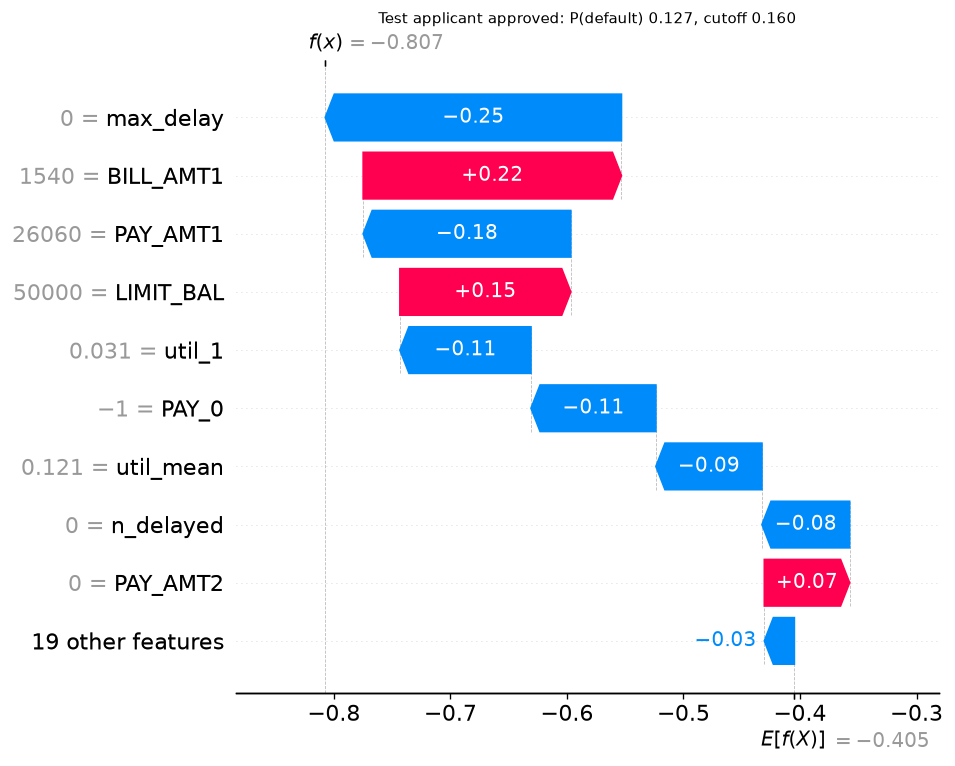 Test applicant approved: P(default) 0.127, cutoff 0.160
f(x) = −0.807
0 = max_delay −0.25
1540 = BILL_AMT1 +0.22
26060 = PAY_AMT1 −0.18
50000 = LIMIT_BAL +0.15
0.031 = util_1 −0.11
−1 = PAY_0 −0.11
0.121 = util_mean −0.09
0 = n_delayed −0.08
0 = PAY_AMT2 +0.07
19 other features −0.03
−0.8 −0.7 −0.6 −0.5 −0.4 −0.3
E[f(X)] = −0.405